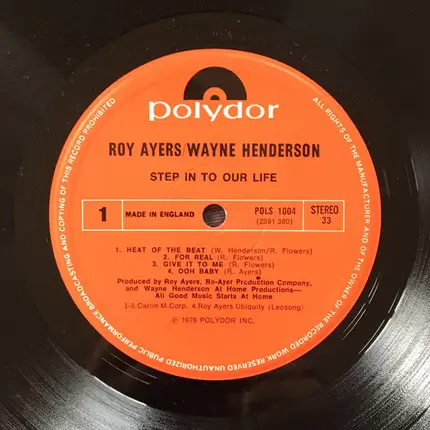 polydor
ROY AYERS/WAYNE HENDERSON
STEP IN TO OUR LIFE
1
MADE IN ENGLAND
POLS 1004
(2391 380)
STEREO
33
1. HEAT OF THE BEAT (W. Henderson/R. Flowers)
2. FOR REAL (R. Flowers)
3. GIVE IT TO ME (R. Flowers)
4. OOH BABY (R. Ayers)
Produced by Roy Ayers, Ro-Ayer Production Company,
and Wayne Henderson At Home Productions—
All Good Music Starts At Home
1-3. Carlin M.Corp. 4.Roy Ayers Ubiquity (Leosong)
℗ 1978 POLYDOR INC.
ALL RIGHTS OF THE MANUFACTURER AND OF THE OWNER OF THE RECORDED WORK RESERVED UNAUTHORIZED PUBLIC PERFORMANCE BROADCASTING AND COPYING OF THIS RECORD PROHIBITED